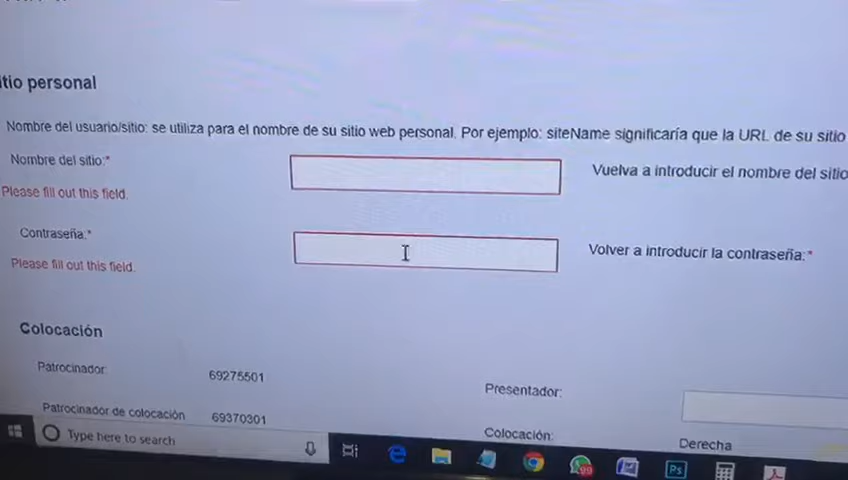 tio personal
Nombre del usuario/sitio: se utiliza para el nombre de su sitio web personal. Por ejemplo: siteName significaría que la URL de su sitio
Nombre del sitio:*
Vuelva a introducir el nombre del sitio
Please fill out this field.
Contraseña:*
Volver a introducir la contraseña:*
Please fill out this field.
Colocación
Patrocinador: 69275501
Presentador:
Patrocinador de colocación 69370301
Colocación: Derecha
Type here to search
99
Ps